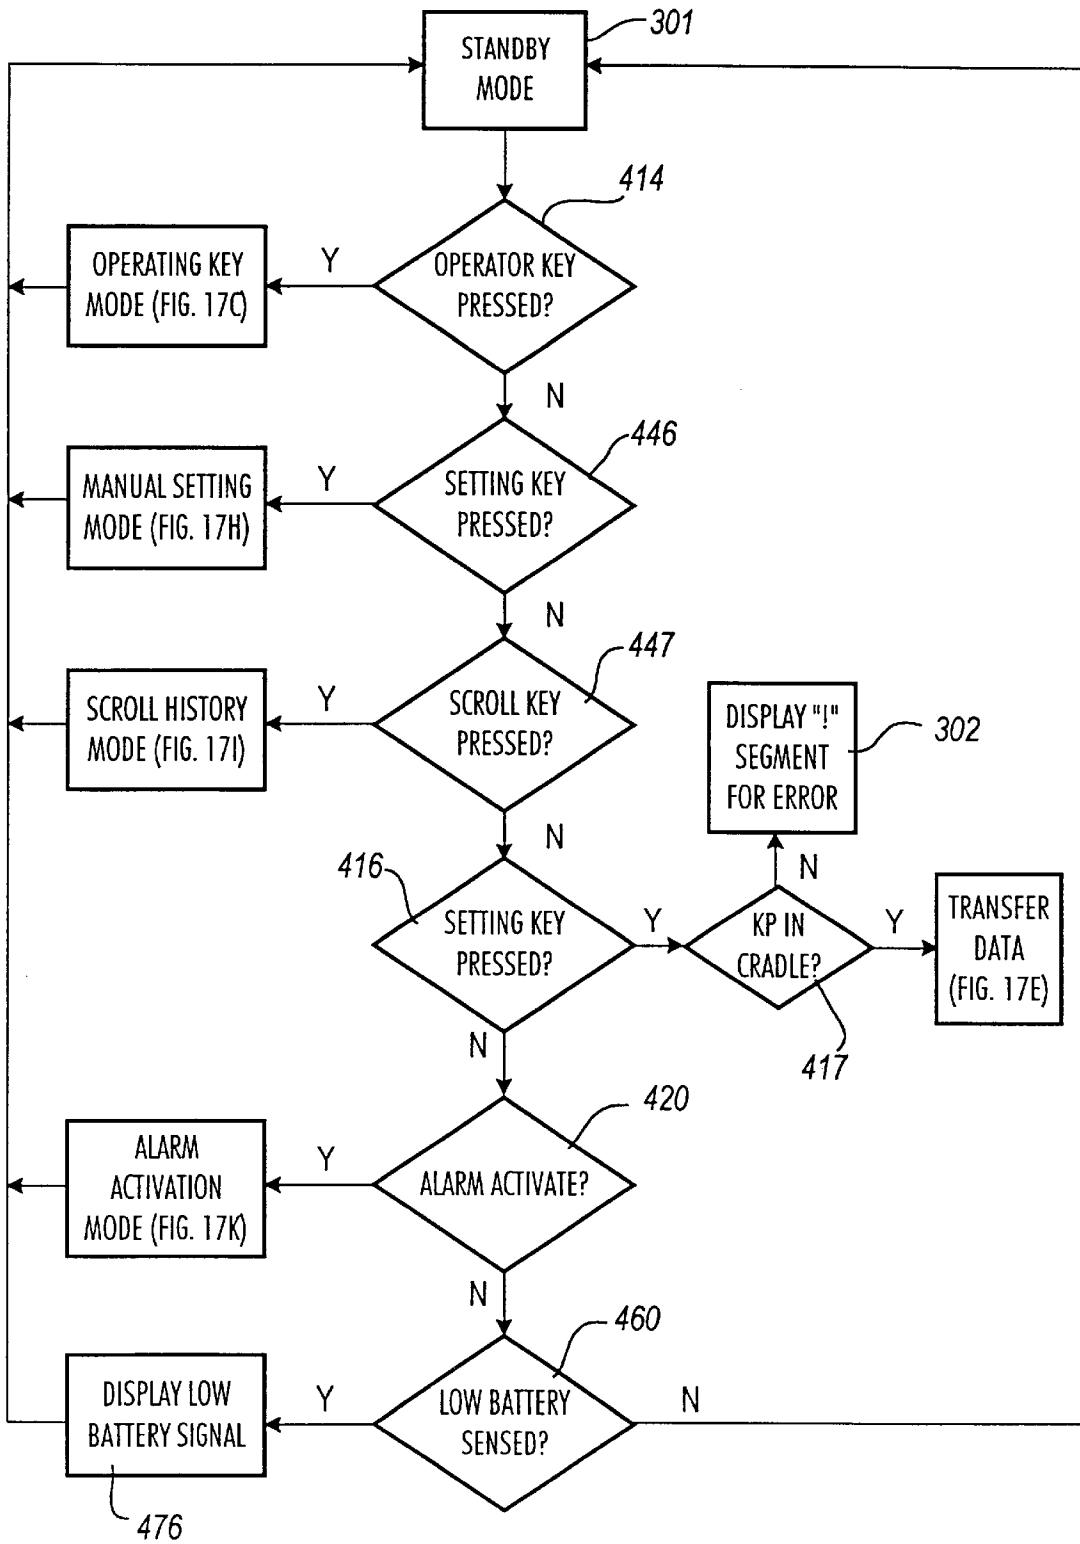 STANDBY
MODE
301
414
OPERATOR KEY
PRESSED?
Y
OPERATING KEY
MODE (FIG. 17C)
N
446
SETTING KEY
PRESSED?
Y
MANUAL SETTING
MODE (FIG. 17H)
N
447
SCROLL KEY
PRESSED?
Y
SCROLL HISTORY
MODE (FIG. 17I)
N
416
SETTING KEY
PRESSED?
Y
KP IN
CRADLE?
417
N
DISPLAY "!"
SEGMENT
FOR ERROR
302
Y
TRANSFER
DATA
(FIG. 17E)
N
420
ALARM ACTIVATE?
Y
ALARM
ACTIVATION
MODE (FIG. 17K)
N
460
LOW BATTERY
SENSED?
N
Y
DISPLAY LOW
BATTERY SIGNAL
476